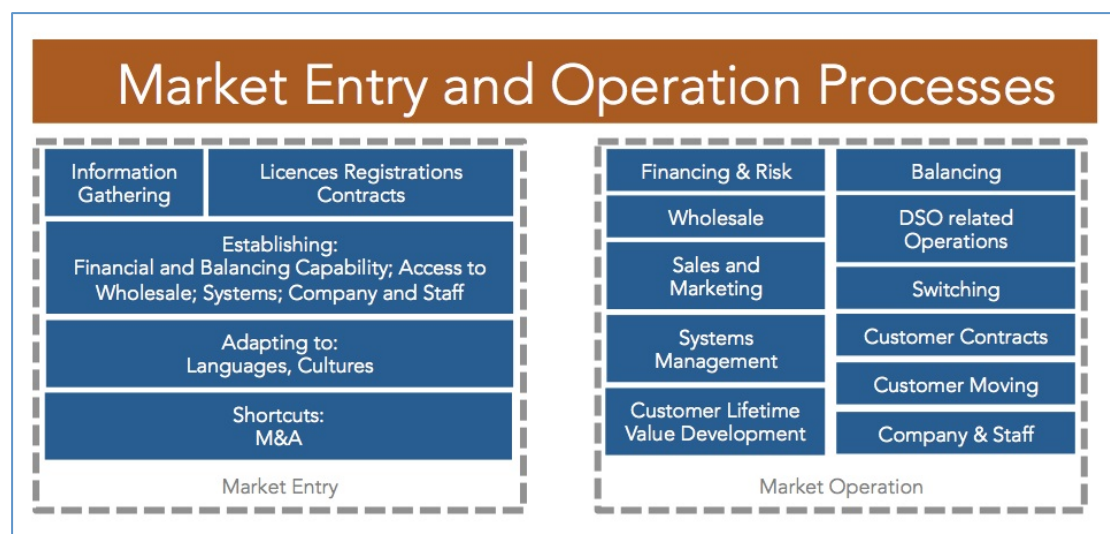 Market Entry and Operation Processes
Information
Gathering
Licences Registrations
Contracts
Establishing:
Financial and Balancing Capability; Access to
Wholesale; Systems; Company and Staff
Adapting to:
Languages, Cultures
Shortcuts:
M&A
Market Entry
Financing & Risk
Wholesale
Sales and
Marketing
Systems
Management
Customer Lifetime
Value Development
Balancing
DSO related
Operations
Switching
Customer Contracts
Customer Moving
Company & Staff
Market Operation